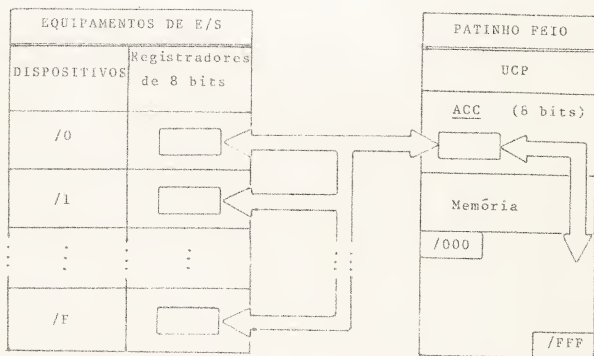 EQUIPAMENTOS DE E/S
DISPOSITIVOS
Registradores
de 8 bits
/0
/1
/F
PATINHO FEIO
UCP
ACC (8 bits)
Memória
/000
/FFF